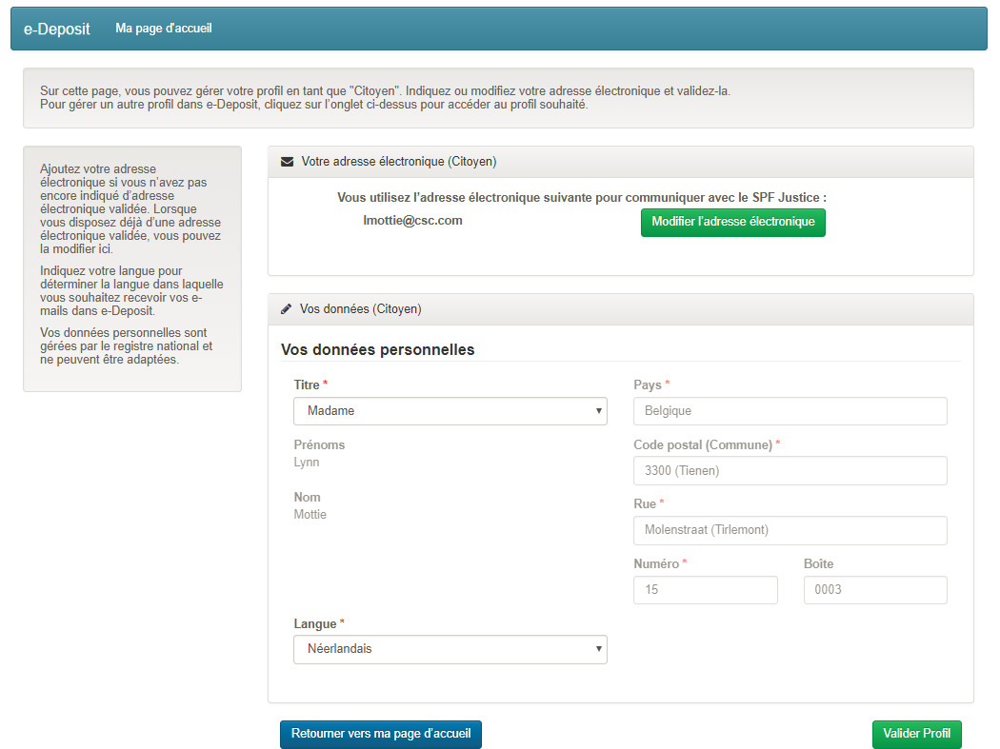 e-Deposit Ma page d'accueil
Sur cette page, vous pouvez gérer votre profil en tant que "Citoyen". Indiquez ou modifiez votre adresse électronique et validez-la.
Pour gérer un autre profil dans e-Deposit, cliquez sur l'onglet ci-dessus pour accéder au profil souhaité.
Ajoutez votre adresse
électronique si vous n'avez pas
encore indiqué d'adresse
électronique validée. Lorsque
vous disposez déjà d'une adresse
électronique validée, vous pouvez
la modifier ici.
Indiquez votre langue pour
déterminer la langue dans laquelle
vous souhaitez recevoir vos e-
mails dans e-Deposit.
Vos données personnelles sont
gérées par le registre national et
ne peuvent être adaptées.
Votre adresse électronique (Citoyen)
Vous utilisez l'adresse électronique suivante pour communiquer avec le SPF Justice :
lmottie@csc.com
Modifier l'adresse électronique
Vos données (Citoyen)
Vos données personnelles
Titre *
Madame
Prénoms
Lynn
Nom
Mottie
Langue *
Néerlandais
Pays *
Belgique
Code postal (Commune) *
3300 (Tienen)
Rue *
Molenstraat (Tirlemont)
Numéro *
15
Boîte
0003
Retourner vers ma page d'accueil
Valider Profil